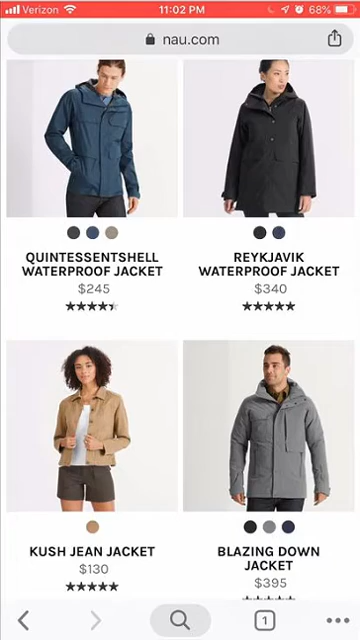 Verizon 11:02 PM 68%
nau.com
QUINTESSENTSHELL
WATERPROOF JACKET
$245
REYKJAVIK
WATERPROOF JACKET
$340
KUSH JEAN JACKET
$130
BLAZING DOWN
JACKET
$395
1